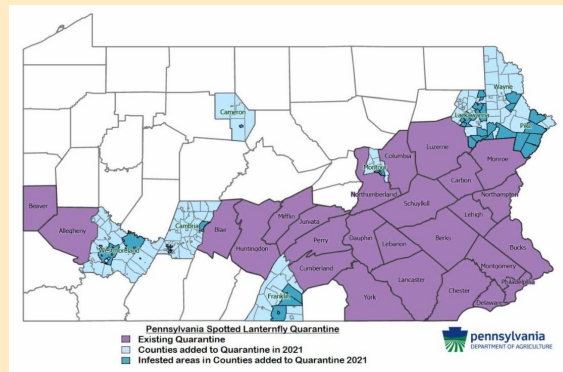 Wayne
Cameron
Lackawanna
Pike
Luzerne
Columbia
Montour
Monroe
Carbon
Northumberland
Northampton
Beaver
Schuylkill
Mifflin
Lehigh
Allegheny
Cambria
Blair
Juniata
Westmoreland
Perry
Dauphin
Lebanon
Berks
Bucks
Huntingdon
Montgomery
Cumberland
Philadelphia
Lancaster
Franklin
Chester
York
Delaware
Pennsylvania Spotted Lanternfly Quarantine
Existing Quarantine
Counties added to Quarantine in 2021
Infested areas in Counties added to Quarantine 2021
pennsylvania
DEPARTMENT OF AGRICULTURE